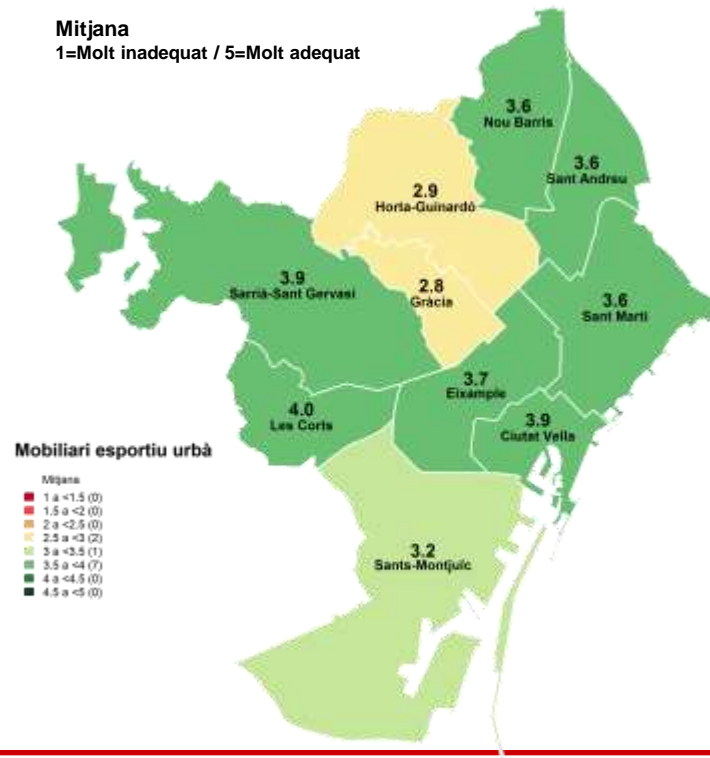 Mitjana
1=Molt inadequat / 5=Molt adequat
3.6
Nou Barris
3.6
Sant Andreu
2.9
Horta-Guinardó
3.9
Sarrià-Sant Gervasi
2.8
Gràcia
3.6
Sant Martí
3.7
Eixample
4.0
Les Corts
3.9
Ciutat Vella
Mobiliari esportiu urbà
Mitjana
1 a <1.5 (0)
1.5 a <2 (0)
2 a <2.5 (0)
2.5 a <3 (2)
3 a <3.5 (1)
3.5 a <4 (7)
4 a <4.5 (0)
4.5 a <5 (0)
3.2
Sants-Montjuïc